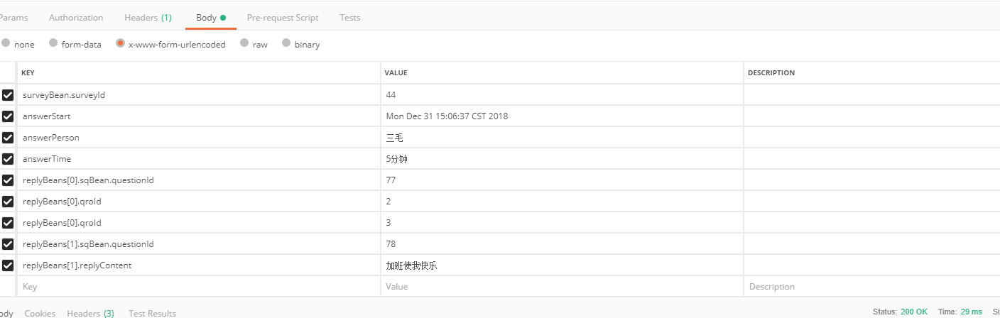 Params Authorization Headers (1) Body Pre-request Script Tests
none form-data x-www-form-urlencoded raw binary
KEY VALUE DESCRIPTION
surveyBean.surveyId 44
answerStart Mon Dec 31 15:06:37 CST 2018
answerPerson 三毛
answerTime 5分钟
replyBeans[0].sqBean.questionId 77
replyBeans[0].qroId 2
replyBeans[0].qroId 3
replyBeans[1].sqBean.questionId 78
replyBeans[1].replyContent 加班使我快乐
Key Value Description
ody Cookies Headers (3) Test Results Status: 200 OK Time: 29 ms